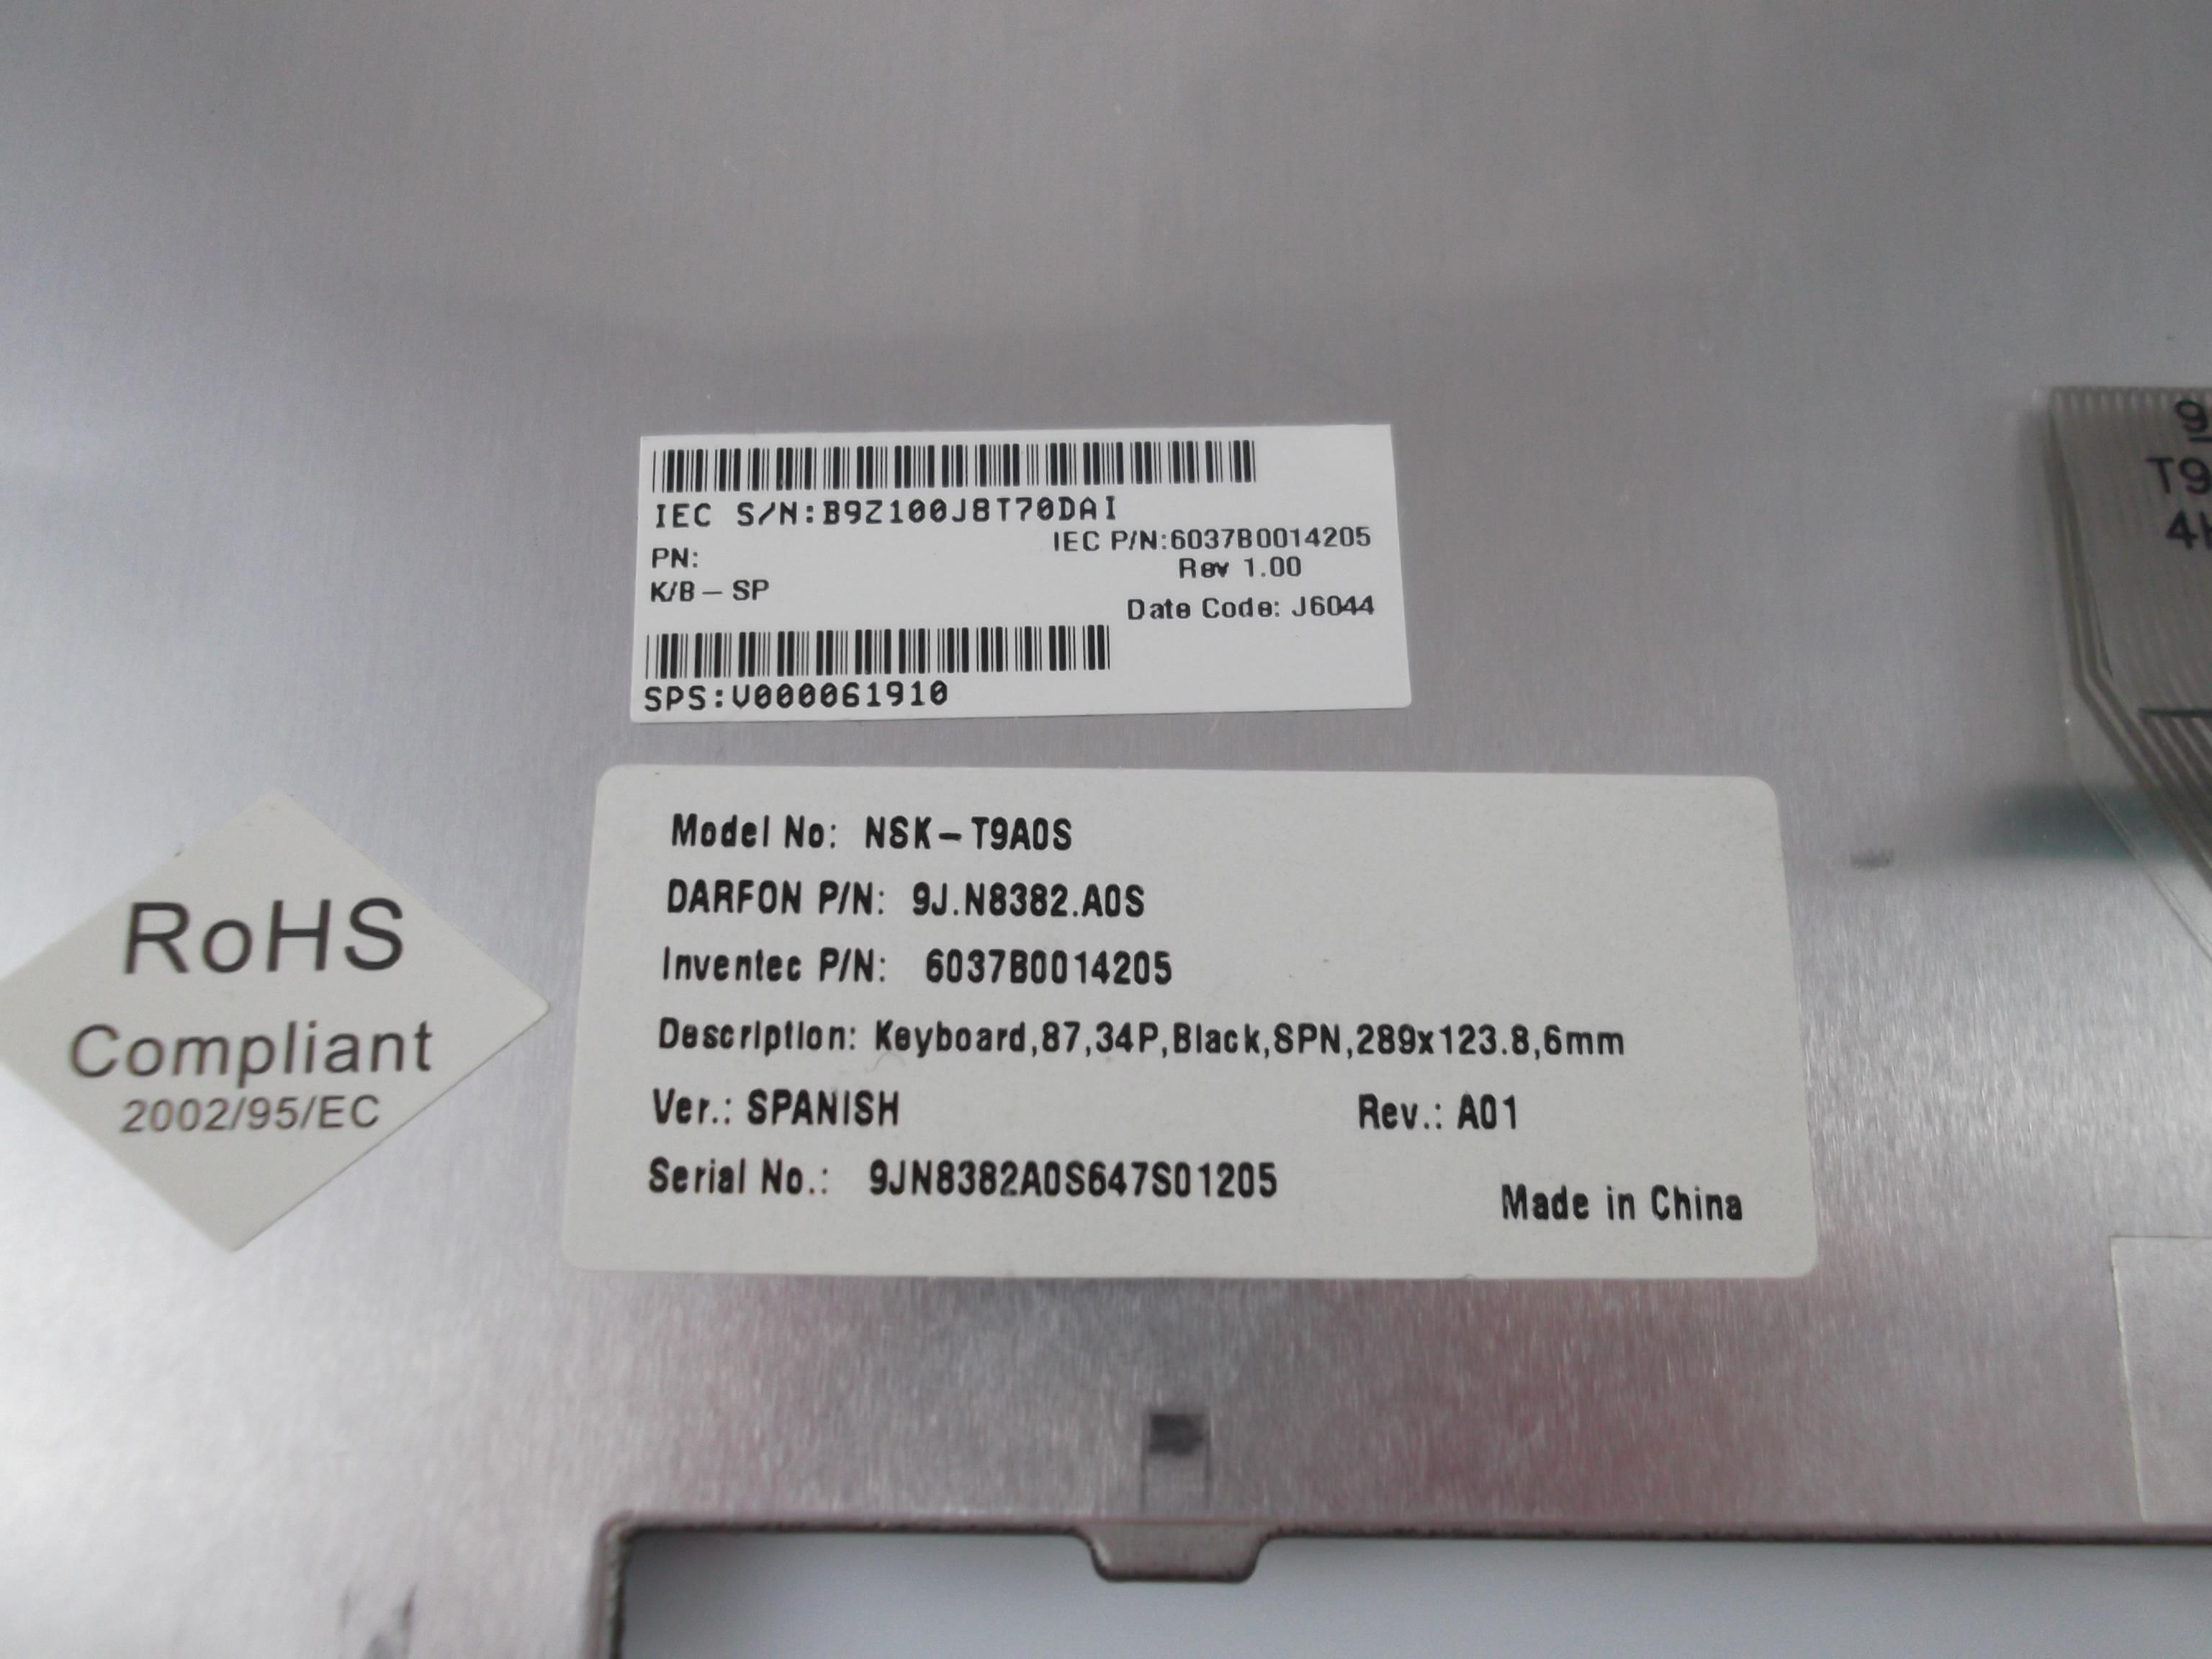 IEC S/N:B9Z100J8T70DAI
IEC P/N:6037B0014205
PN:
Rev 1.00
K/B – SP
Date Code: J6044
SPS:V000061910
RoHS
Compliant
2002/95/EC
Model No: NSK–T9A0S
DARFON P/N: 9J.N8382.A0S
Inventec P/N: 6037B0014205
Description: Keyboard,87,34P,Black,SPN,289x123.8,6mm
Ver.: SPANISH Rev.: A01
Serial No.: 9JN8382A0S647S01205
Made in China
T9